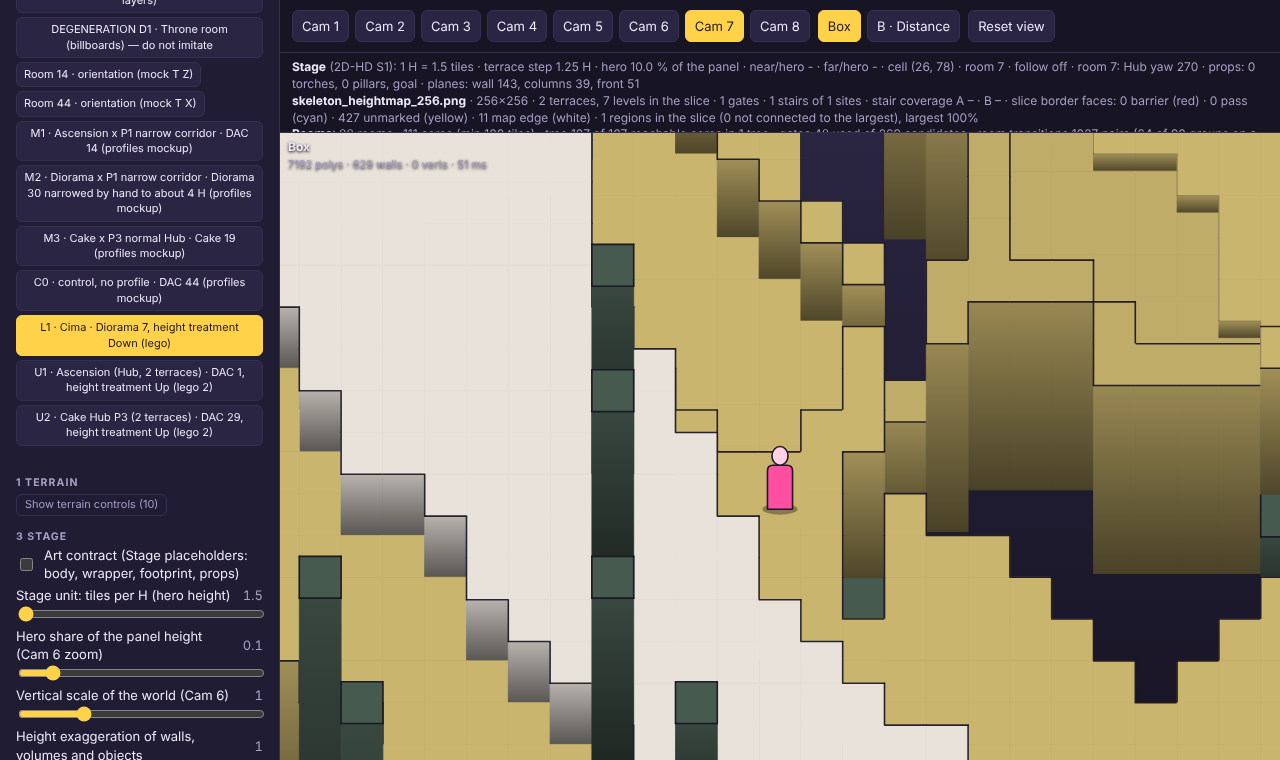 layers)
DEGENERATION D1 · Throne room
(billboards) — do not imitate
Room 14 · orientation (mock T Z)
Room 44 · orientation (mock T X)
M1 · Ascension x P1 narrow corridor · DAC
14 (profiles mockup)
M2 · Diorama x P1 narrow corridor · Diorama
30 narrowed by hand to about 4 H (profiles
mockup)
M3 · Cake x P3 normal Hub · Cake 19
(profiles mockup)
C0 · control, no profile · DAC 44 (profiles
mockup)
L1 · Cima · Diorama 7, height treatment
Down (lego)
U1 · Ascension (Hub, 2 terraces) · DAC 1,
height treatment Up (lego 2)
U2 · Cake Hub P3 (2 terraces) · DAC 29,
height treatment Up (lego 2)
1 TERRAIN
Show terrain controls (10)
3 STAGE
Art contract (Stage placeholders:
body, wrapper, footprint, props)
Stage unit: tiles per H (hero height) 1.5
Hero share of the panel height
(Cam 6 zoom) 0.1
Vertical scale of the world (Cam 6) 1
Height exaggeration of walls,
volumes and objects 1
Cam 1 Cam 2 Cam 3 Cam 4 Cam 5 Cam 6 Cam 7 Cam 8 Box B · Distance Reset view
Stage (2D-HD S1): 1 H = 1.5 tiles · terrace step 1.25 H · hero 10.0 % of the panel · near/hero - · far/hero - · cell (26, 78) · room 7 · follow off · room 7: Hub yaw 270 · props: 0
torches, 0 pillars, goal · planes: wall 143, columns 39, front 51
skeleton_heightmap_256.png · 256×256 · 2 terraces, 7 levels in the slice · 1 gates · 1 stairs of 1 sites · stair coverage A – · B – · slice border faces: 0 barrier (red) · 0 pass
(cyan) · 427 unmarked (yellow) · 11 map edge (white) · 1 regions in the slice (0 not connected to the largest), largest 100%
Box
7192 polys · 629 walls · 0 verts · 51 ms